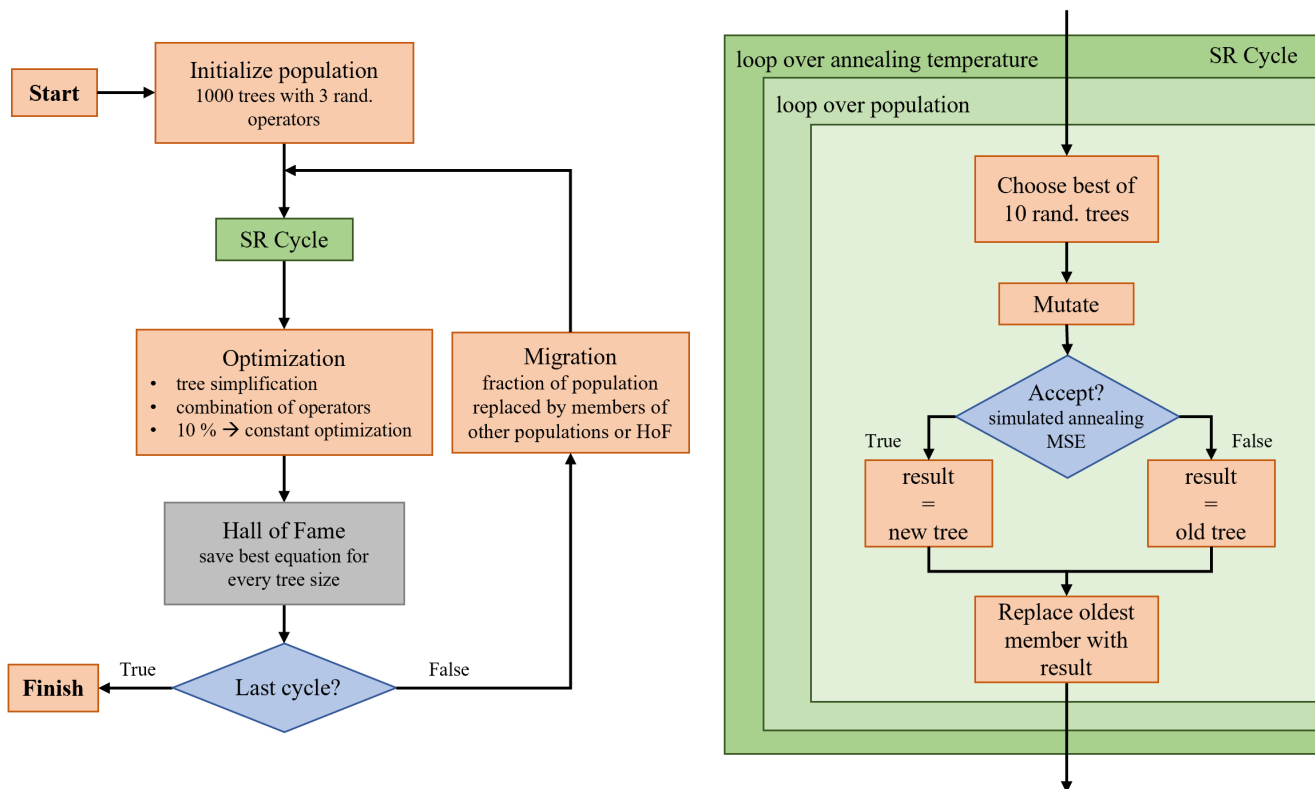 Start
Initialize population
1000 trees with 3 rand.
operators
SR Cycle
Optimization
• tree simplification
• combination of operators
• 10 % → constant optimization
Migration
fraction of population
replaced by members of
other populations or HoF
Hall of Fame
save best equation for
every tree size
Last cycle?
True
False
Finish
SR Cycle
loop over annealing temperature
loop over population
Choose best of
10 rand. trees
Mutate
Accept?
simulated annealing
MSE
True
False
result
=
new tree
result
=
old tree
Replace oldest
member with
result